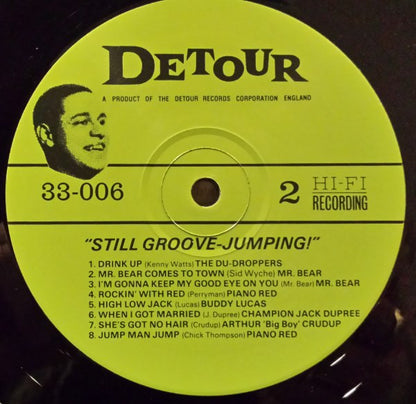 DETOUR
A PRODUCT OF THE DETOUR RECORDS CORPORATION ENGLAND
33-006
2 HI-FI
RECORDING
"STILL GROOVE-JUMPING!"
1. DRINK UP (Kenny Watts) THE DU-DROPPERS
2. MR. BEAR COMES TO TOWN (Sid Wyche) MR. BEAR
3. I'M GONNA KEEP MY GOOD EYE ON YOU (Mr. Bear) MR. BEAR
4. ROCKIN' WITH RED (Perryman) PIANO RED
5. HIGH LOW JACK (Lucas) BUDDY LUCAS
6. WHEN I GOT MARRIED (J. Dupree) CHAMPION JACK DUPREE
7. SHE'S GOT NO HAIR (Crudup) ARTHUR 'Big Boy' CRUDUP
8. JUMP MAN JUMP (Chick Thompson) PIANO RED